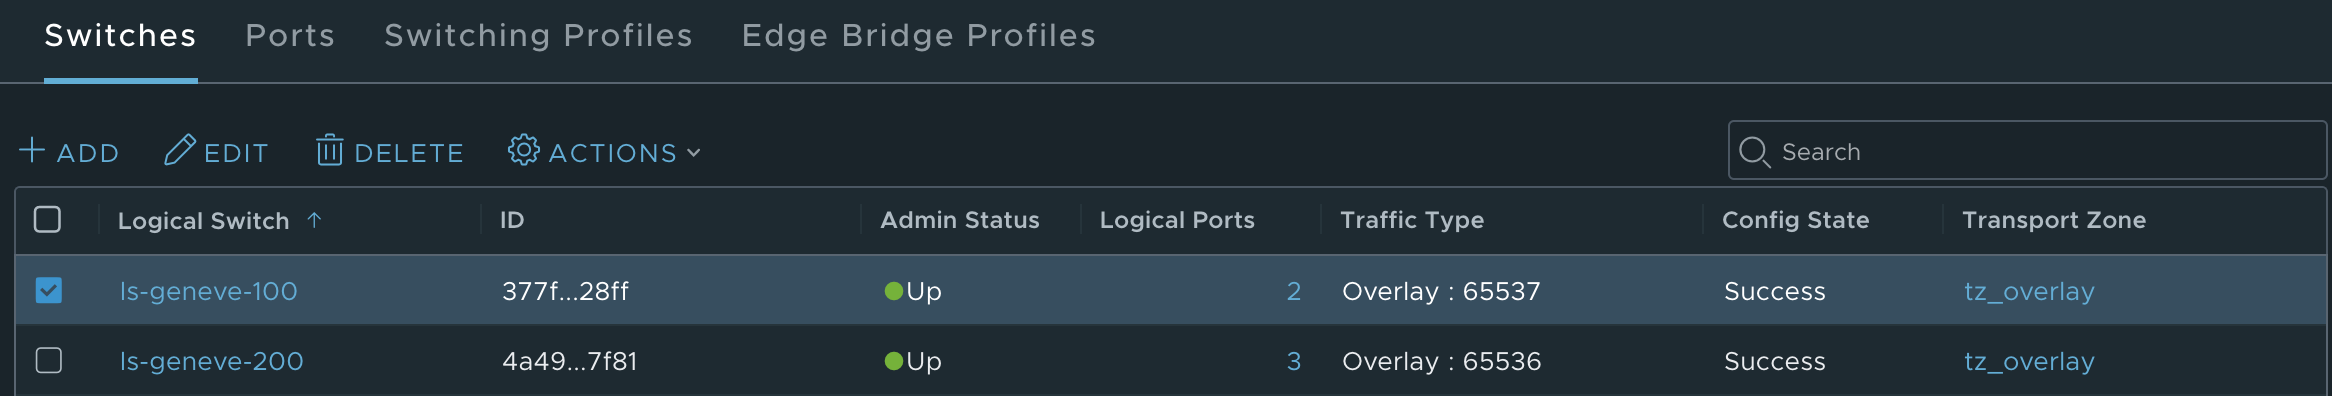 Switches Ports Switching Profiles Edge Bridge Profiles
ADD EDIT DELETE ACTIONS Search
Logical Switch ↑ ID Admin Status Logical Ports Traffic Type Config State Transport Zone
ls-geneve-100 377f...28ff Up 2 Overlay : 65537 Success tz_overlay
ls-geneve-200 4a49...7f81 Up 3 Overlay : 65536 Success tz_overlay